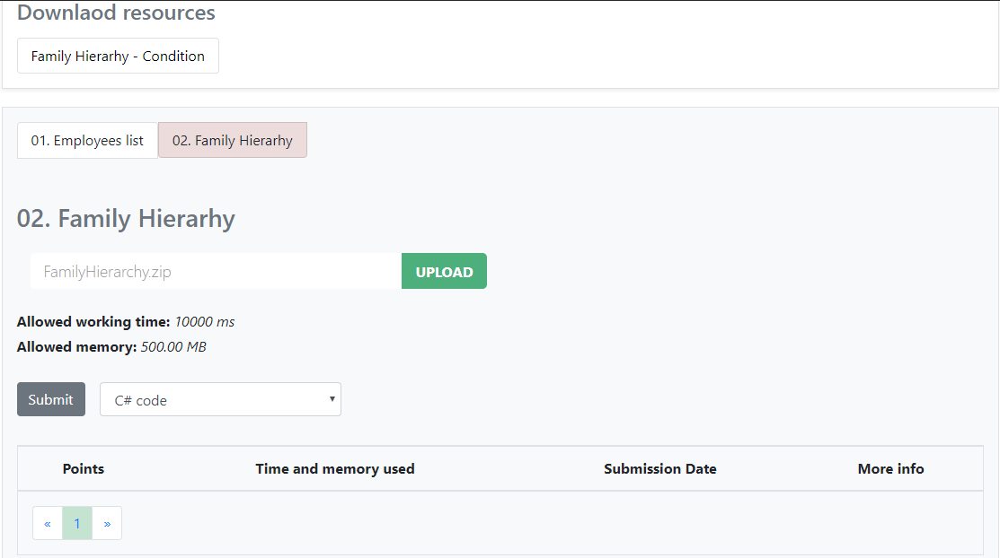 Downlaod resources
Family Hierarhy - Condition
01. Employees list
02. Family Hierarhy
02. Family Hierarhy
FamilyHierarchy.zip
UPLOAD
Allowed working time: 10000 ms
Allowed memory: 500.00 MB
Submit
C# code
Points Time and memory used Submission Date More info
« 1 »